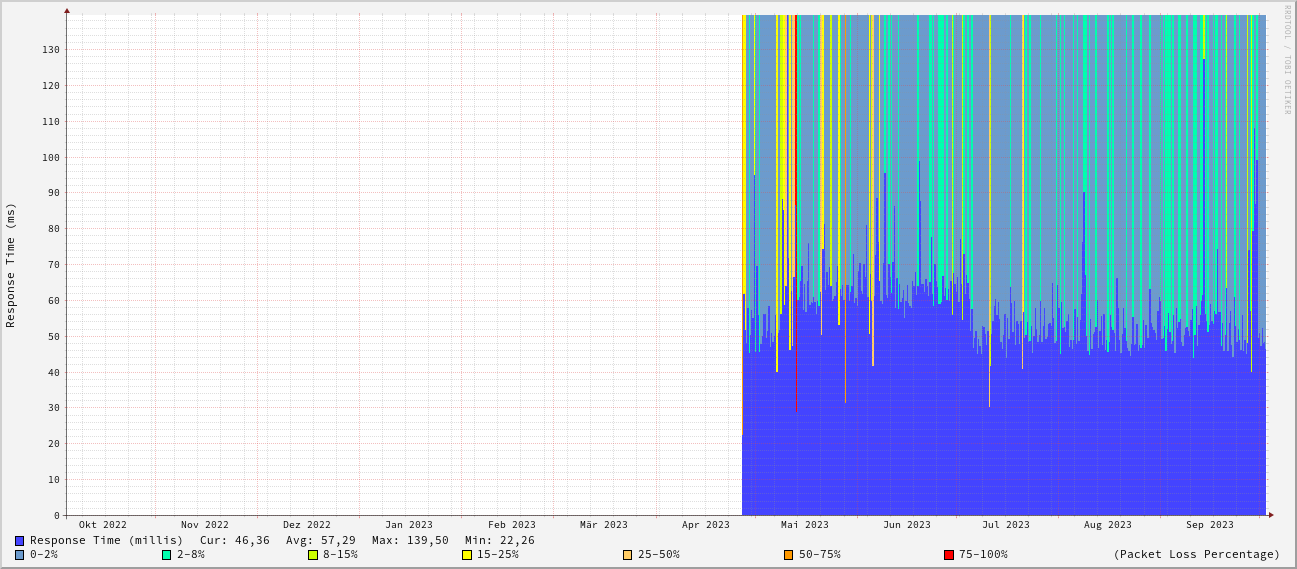 RRDTOOL / TOBI OETIKER
Response Time (ms)
130
120
110
100
90
80
70
60
50
40
30
20
10
0
Okt 2022 Nov 2022 Dez 2022 Jan 2023 Feb 2023 Mär 2023 Apr 2023 Mai 2023 Jun 2023 Jul 2023 Aug 2023 Sep 2023
Response Time (millis) Cur: 46,36 Avg: 57,29 Max: 139,50 Min: 22,26
0-2% 2-8% 8-15% 15-25% 25-50% 50-75% 75-100% (Packet Loss Percentage)